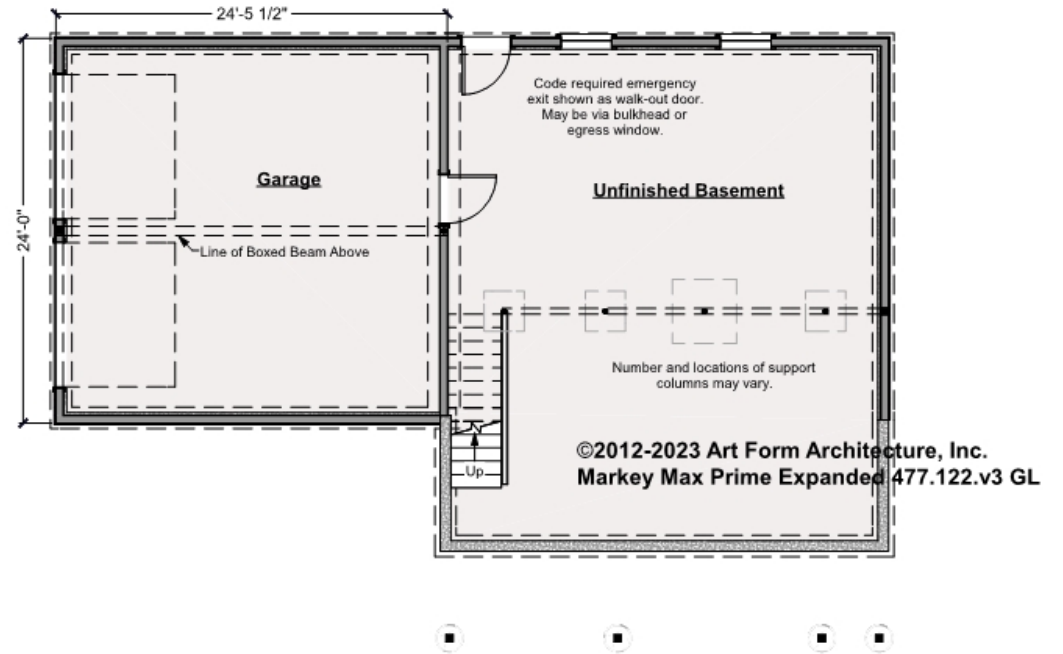 24'-5 1/2"
24'-0"
Code required emergency
exit shown as walk-out door.
May be via bulkhead or
egress window.
Garage
Unfinished Basement
Line of Boxed Beam Above
Number and locations of support
columns may vary.
Up
©2012-2023 Art Form Architecture, Inc.
Markey Max Prime Expanded 477.122.v3 GL